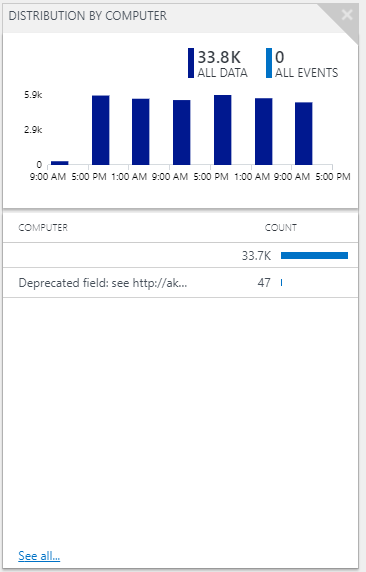 DISTRIBUTION BY COMPUTER
33.8K
ALL DATA
0
ALL EVENTS
5.9k
2.9k
0
9:00 AM 5:00 PM 1:00 AM 9:00 AM 5:00 PM 1:00 AM 9:00 AM 5:00 PM
COMPUTER COUNT
33.7K
Deprecated field: see http://ak... 47
See all...